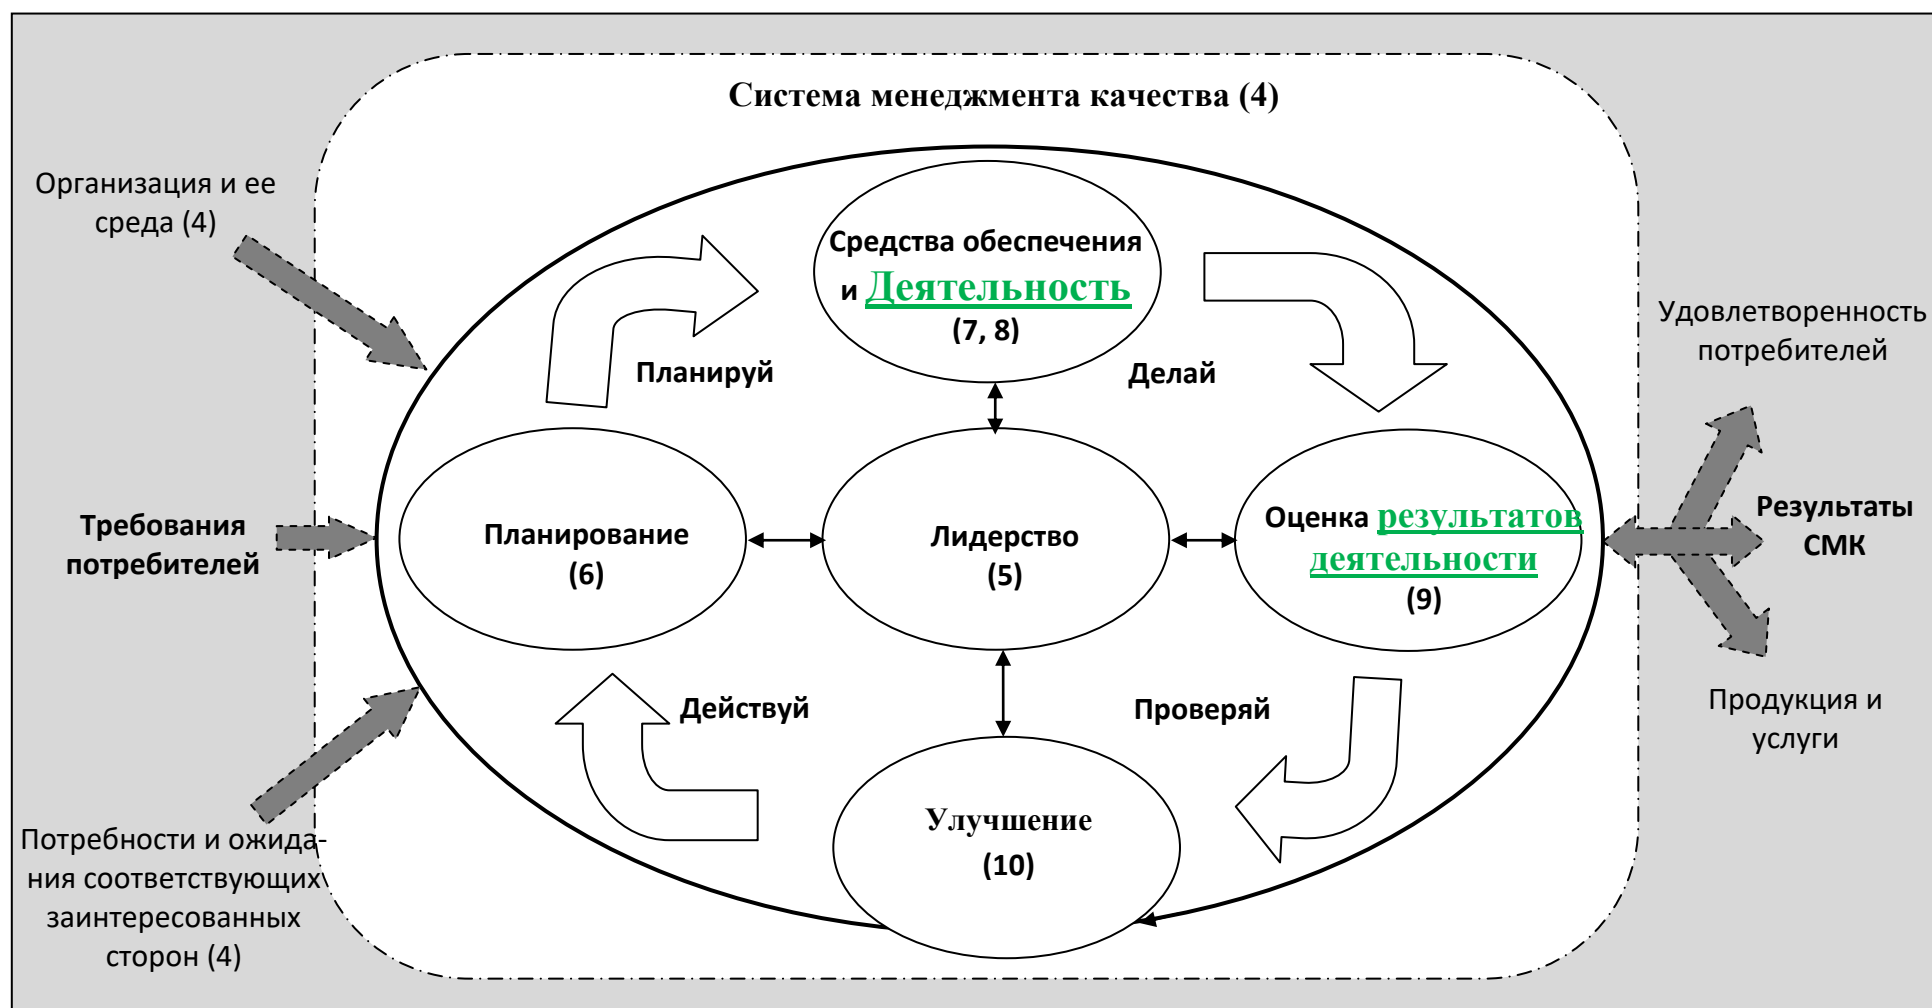 Система менеджмента качества (4)
Организация и ее
среда (4)
Средства обеспечения
и Деятельность
(7, 8)
Планируй
Делай
Удовлетворенность
потребителей
Требования
потребителей
Планирование
(6)
Лидерство
(5)
Оценка результатов
деятельности
(9)
Результаты
СМК
Действуй
Проверяй
Продукция и
услуги
Потребности и ожида-
ния соответствующих
заинтересованных
сторон (4)
Улучшение
(10)